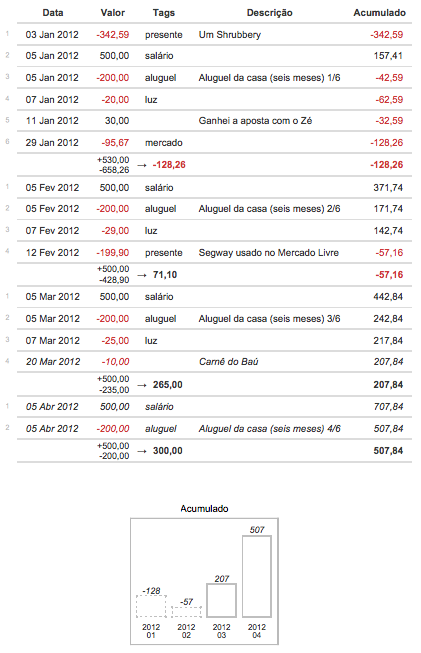 Data Valor Tags Descrição Acumulado
1 03 Jan 2012 -342,59 presente Um Shrubbery -342,59
2 05 Jan 2012 500,00 salário 157,41
3 05 Jan 2012 -200,00 aluguel Aluguel da casa (seis meses) 1/6 -42,59
4 07 Jan 2012 -20,00 luz -62,59
5 11 Jan 2012 30,00 Ganhei a aposta com o Zé -32,59
6 29 Jan 2012 -95,67 mercado -128,26
+530,00
-658,26 → -128,26 -128,26
1 05 Fev 2012 500,00 salário 371,74
2 05 Fev 2012 -200,00 aluguel Aluguel da casa (seis meses) 2/6 171,74
3 07 Fev 2012 -29,00 luz 142,74
4 12 Fev 2012 -199,90 presente Segway usado no Mercado Livre -57,16
+500,00
-428,90 → 71,10 -57,16
1 05 Mar 2012 500,00 salário 442,84
2 05 Mar 2012 -200,00 aluguel Aluguel da casa (seis meses) 3/6 242,84
3 07 Mar 2012 -25,00 luz 217,84
4 20 Mar 2012 -10,00 Carnê do Baú 207,84
+500,00
-235,00 → 265,00 207,84
1 05 Abr 2012 500,00 salário 707,84
2 05 Abr 2012 -200,00 aluguel Aluguel da casa (seis meses) 4/6 507,84
+500,00
-200,00 → 300,00 507,84
Acumulado
-128 -57 207 507
2012 2012 2012 2012
01 02 03 04